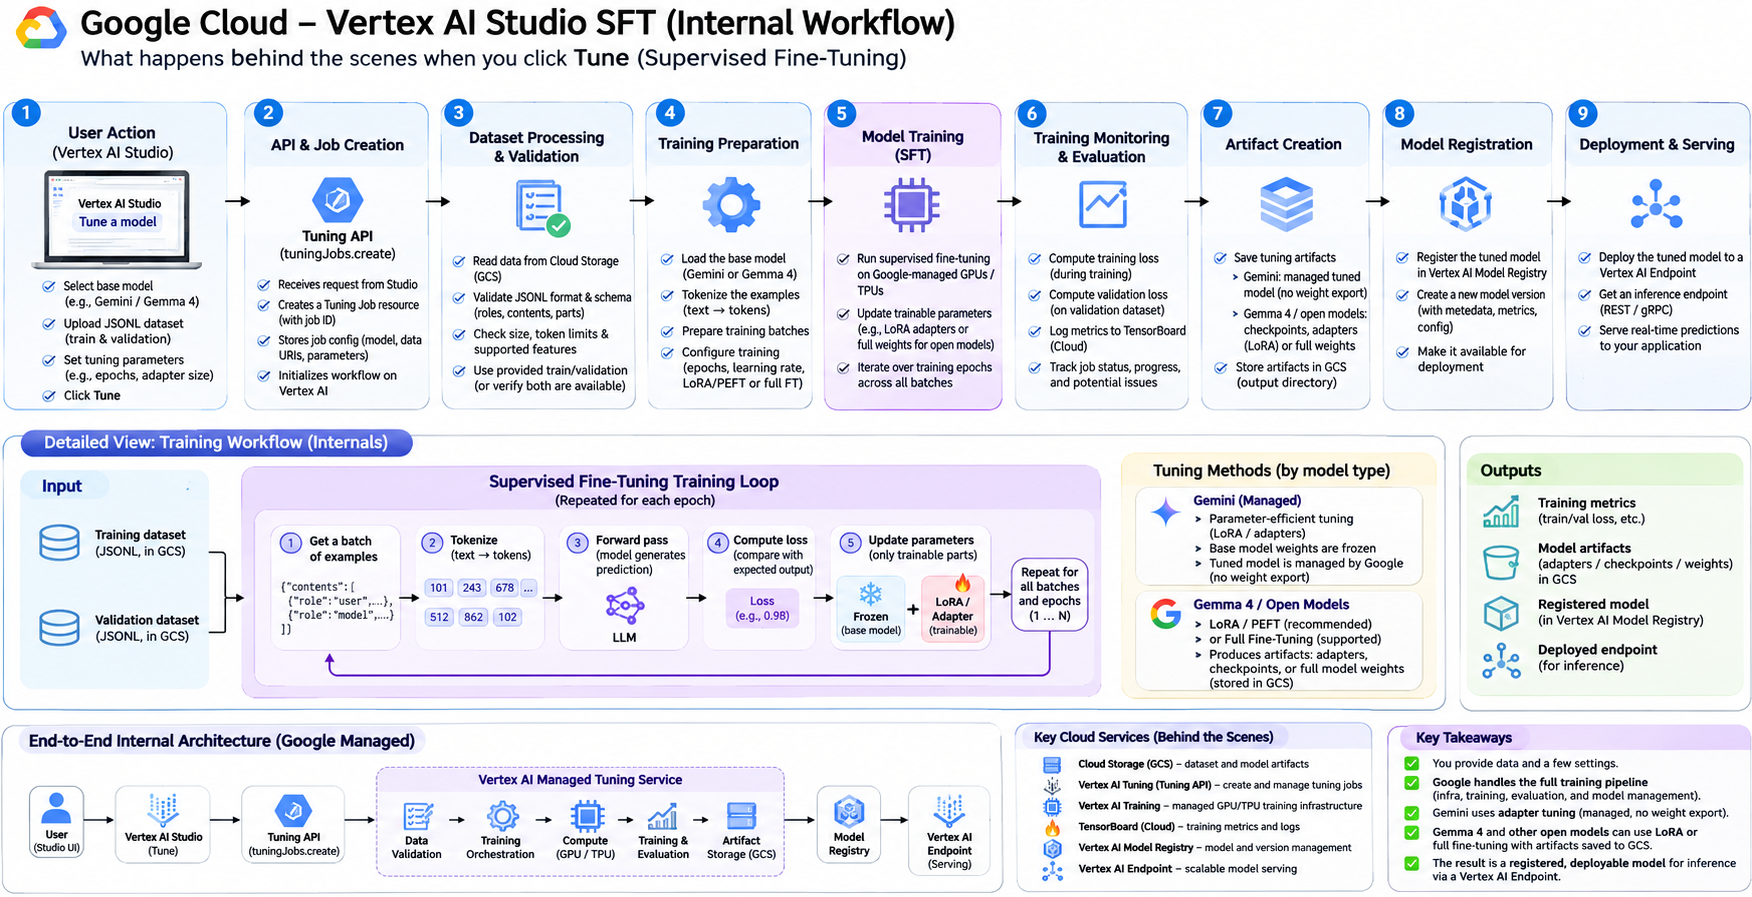 Google Cloud – Vertex AI Studio SFT (Internal Workflow)
What happens behind the scenes when you click Tune (Supervised Fine-Tuning)
1
User Action
(Vertex AI Studio)
Vertex AI Studio
Tune a model
Select base model
(e.g., Gemini / Gemma 4)
Upload JSONL dataset
(train & validation)
Set tuning parameters
(e.g., epochs, adapter size)
Click Tune
2
API & Job Creation
Tuning API
(tuningJobs.create)
Receives request from Studio
Creates a Tuning Job resource
(with job ID)
Stores job config (model, data
URIs, parameters)
Initializes workflow on
Vertex AI
3
Dataset Processing
& Validation
Read data from Cloud Storage
(GCS)
Validate JSONL format & schema
(roles, contents, parts)
Check size, token limits &
supported features
Use provided train/validation
(or verify both are available)
4
Training Preparation
Load the base model
(Gemini or Gemma 4)
Tokenize the examples
(text → tokens)
Prepare training batches
Configure training
(epochs, learning rate,
LoRA/PEFT or full FT)
5
Model Training
(SFT)
Run supervised fine-tuning
on Google-managed GPUs /
TPUs
Update trainable parameters
(e.g., LoRA adapters or
full weights for open models)
Iterate over training epochs
across all batches
6
Training Monitoring
& Evaluation
Compute training loss
(during training)
Compute validation loss
(on validation dataset)
Log metrics to TensorBoard
(Cloud)
Track job status, progress,
and potential issues
7
Artifact Creation
Save tuning artifacts
> Gemini: managed tuned
model (no weight export)
> Gemma 4 / open models:
checkpoints, adapters
(LoRA) or full weights
Store artifacts in GCS
(output directory)
8
Model Registration
Register the tuned model
in Vertex AI Model Registry
Create a new model version
(with metedata, metrics,
config)
Make it available for
deployment
9
Deployment & Serving
Deploy the tuned model to a
Vertex AI Endpoint
Get an inference endpoint
(REST / gRPC)
Serve real-time predictions
to your application
Detailed View: Training Workflow (Internals)
Input
Training dataset
(JSONL, in GCS)
Validation dataset
(JSONL, in GCS)
Supervised Fine-Tuning Training Loop
(Repeated for each epoch)
1 Get a batch
of examples
{"contents": [
{"role":"user",...},
{"role":"model",...}
]}
2 Tokenize
(text → tokens)
101 243 678 ...
512 862 102
3 Forward pass
(model generates
prediction)
LLM
4 Compute loss
(compare with
expected output)
Loss
(e.g., 0.98)
5 Update parameters
(only trainable parts)
Frozen
(base model)
+
LoRA /
Adapter
(trainable)
Repeat for
all batches
and epochs
(1 ... N)
Tuning Methods (by model type)
Gemini (Managed)
> Parameter-efficient tuning
(LoRA / adapters)
> Base model weights are frozen
> Tuned model is managed by Google
(no weight export)
Gemma 4 / Open Models
> LoRA / PEFT (recommended)
> or Full Fine-Tuning (supported)
> Produces artifacts: adapters,
checkpoints, or full model weights
(stored in GCS)
Outputs
Training metrics
(train/val loss, etc.)
Model artifacts
(adapters / checkpoints / weights)
in GCS
Registered model
(in Vertex AI Model Registry)
Deployed endpoint
(for inference)
End-to-End Internal Architecture (Google Managed)
User
(Studio UI)
Vertex AI Studio
(Tune)
Tuning API
(tuningJobs.create)
Vertex AI Managed Tuning Service
Data
Validation
Training
Orchestration
Compute
(GPU / TPU)
Training &
Evaluation
Artifact
Storage (GCS)
Model
Registry
Vertex AI
Endpoint
(Serving)
Key Cloud Services (Behind the Scenes)
Cloud Storage (GCS) – dataset and model artifacts
Vertex AI Tuning (Tuning API) – create and manage tuning jobs
Vertex AI Training – managed GPU/TPU training infrastructure
TensorBoard (Cloud) – training metrics and logs
Vertex AI Model Registry – model and version management
Vertex AI Endpoint – scalable model serving
Key Takeaways
You provide data and a few settings.
Google handles the full training pipeline
(infra, training, evaluation, and model management).
Gemini uses adapter tuning (managed, no weight export).
Gemma 4 and other open models can use LoRA or
full fine-tuning with artifacts saved to GCS.
The result is a registered, deployable model for inference
via a Vertex AI Endpoint.